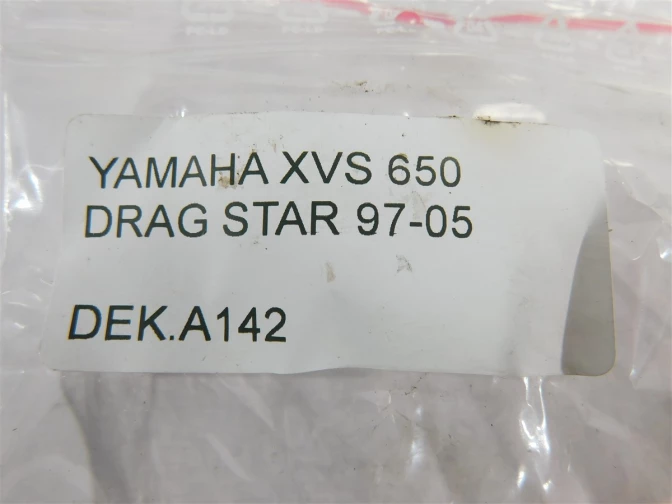 YAMAHA XVS 650
DRAG STAR 97-05
DEK.A142